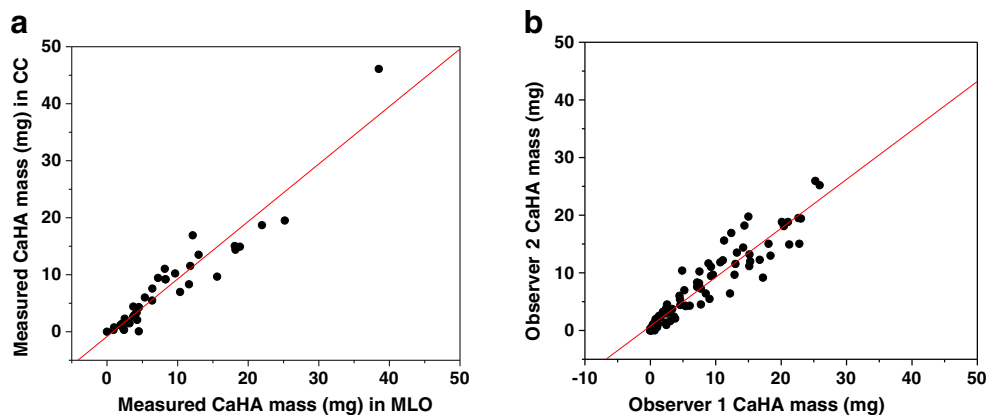 a
Measured CaHA mass (mg) in CC
50
40
30
20
10
0
0 10 20 30 40 50
Measured CaHA mass (mg) in MLO
b
Observer 2 CaHA mass (mg)
50
40
30
20
10
0
-10 0 10 20 30 40 50
Observer 1 CaHA mass (mg)